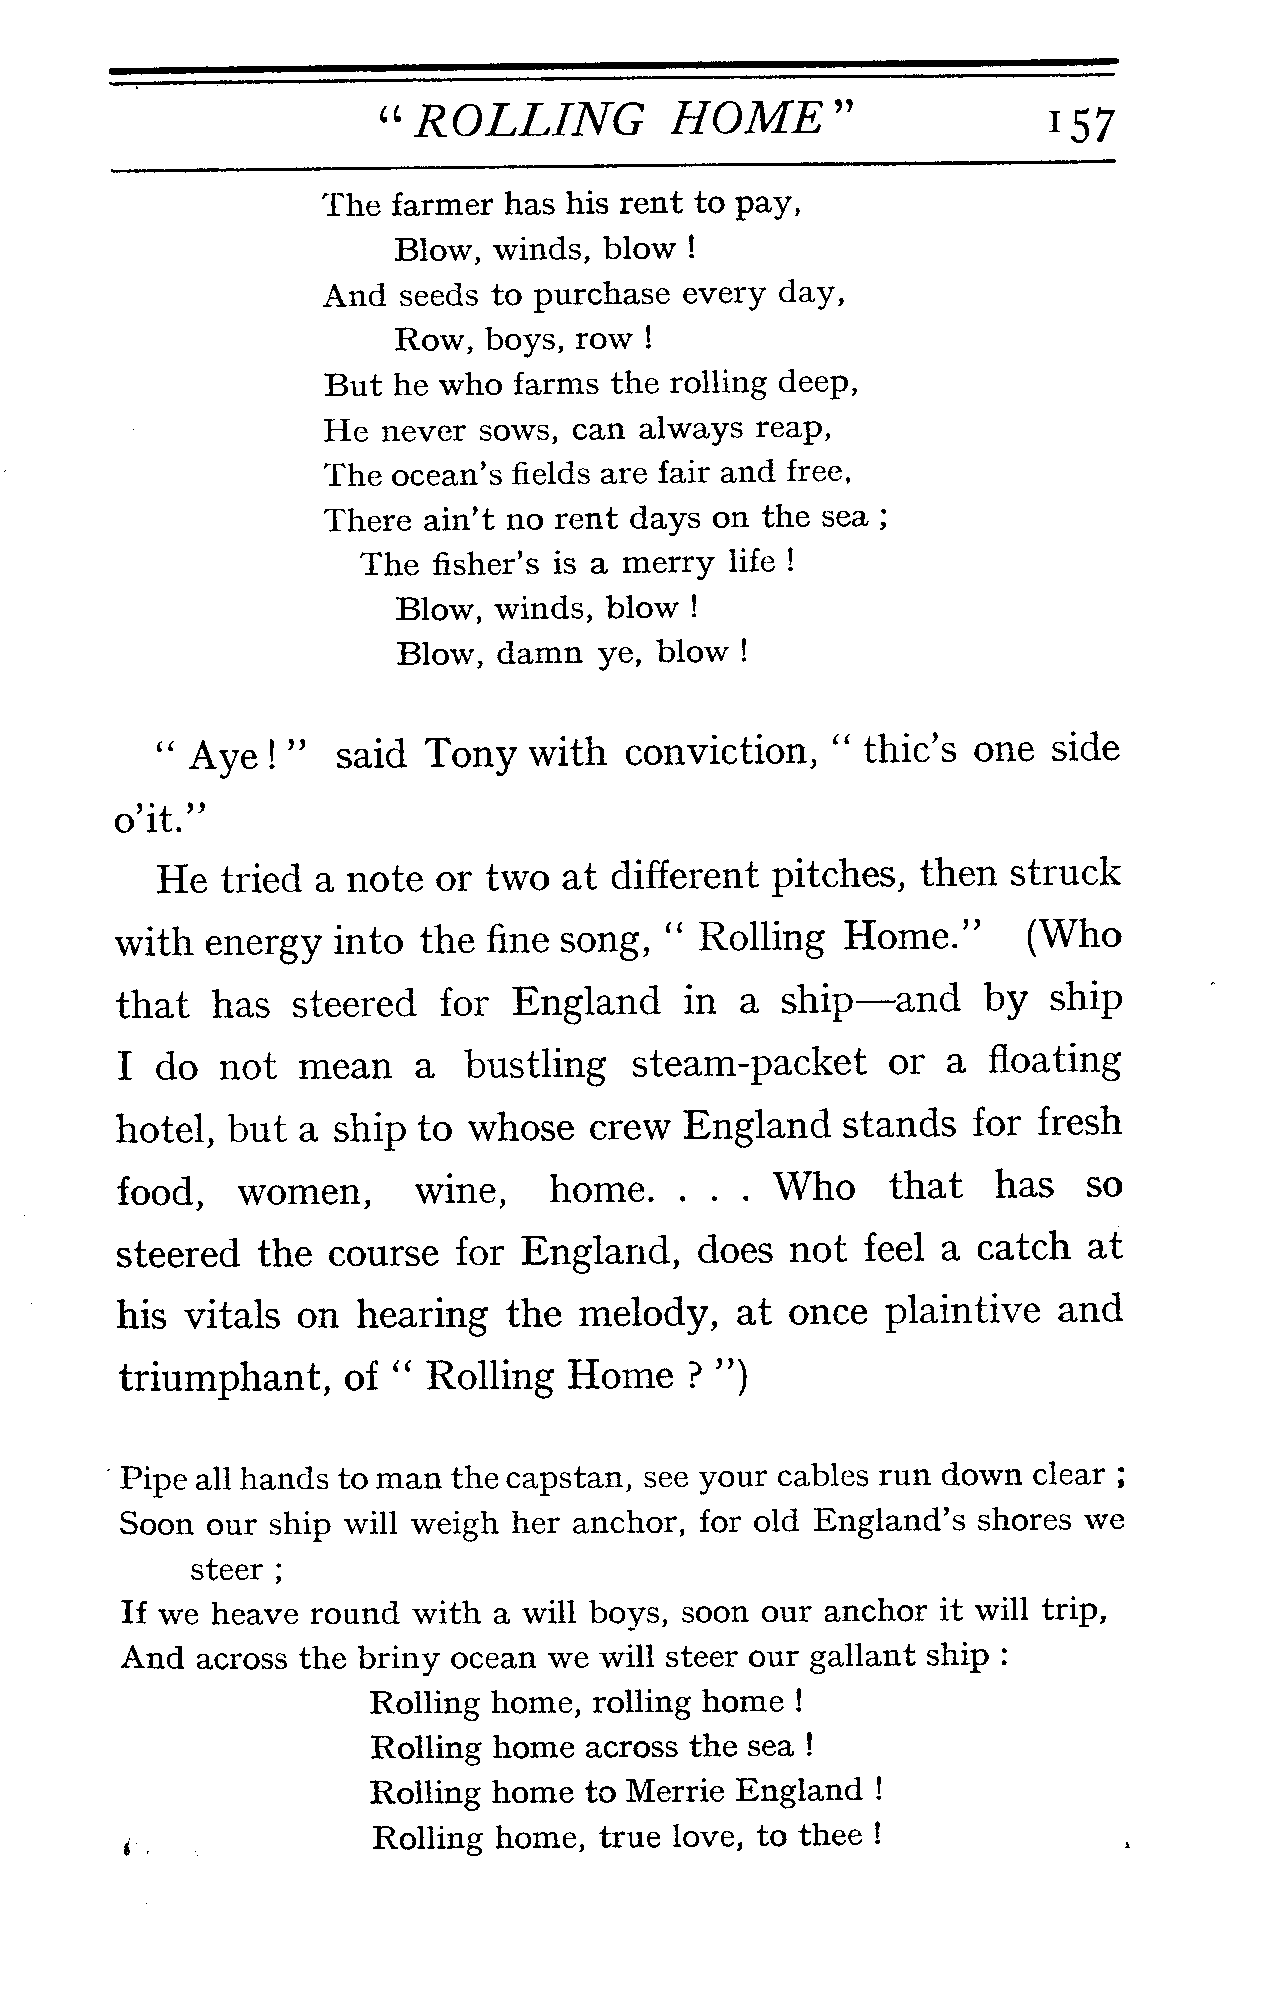 " ROLLING HOME " 157
The farmer has his rent to pay,
Blow, winds, blow !
And seeds to purchase every day,
Row, boys, row !
But he who farms the rolling deep,
He never sows, can always reap,
The ocean's fields are fair and free,
There ain't no rent days on the sea ;
The fisher's is a merry life !
Blow, winds, blow !
Blow, damn ye, blow !
" Aye ! " said Tony with conviction, " thic's one side
o'it."
He tried a note or two at different pitches, then struck
with energy into the fine song, " Rolling Home." (Who
that has steered for England in a ship—and by ship
I do not mean a bustling steam-packet or a floating
hotel, but a ship to whose crew England stands for fresh
food, women, wine, home. . . . Who that has so
steered the course for England, does not feel a catch at
his vitals on hearing the melody, at once plaintive and
triumphant, of " Rolling Home ? ")
Pipe all hands to man the capstan, see your cables run down clear ;
Soon our ship will weigh her anchor, for old England's shores we
steer ;
If we heave round with a will boys, soon our anchor it will trip,
And across the briny ocean we will steer our gallant ship :
Rolling home, rolling home !
Rolling home across the sea !
Rolling home to Merrie England !
Rolling home, true love, to thee !